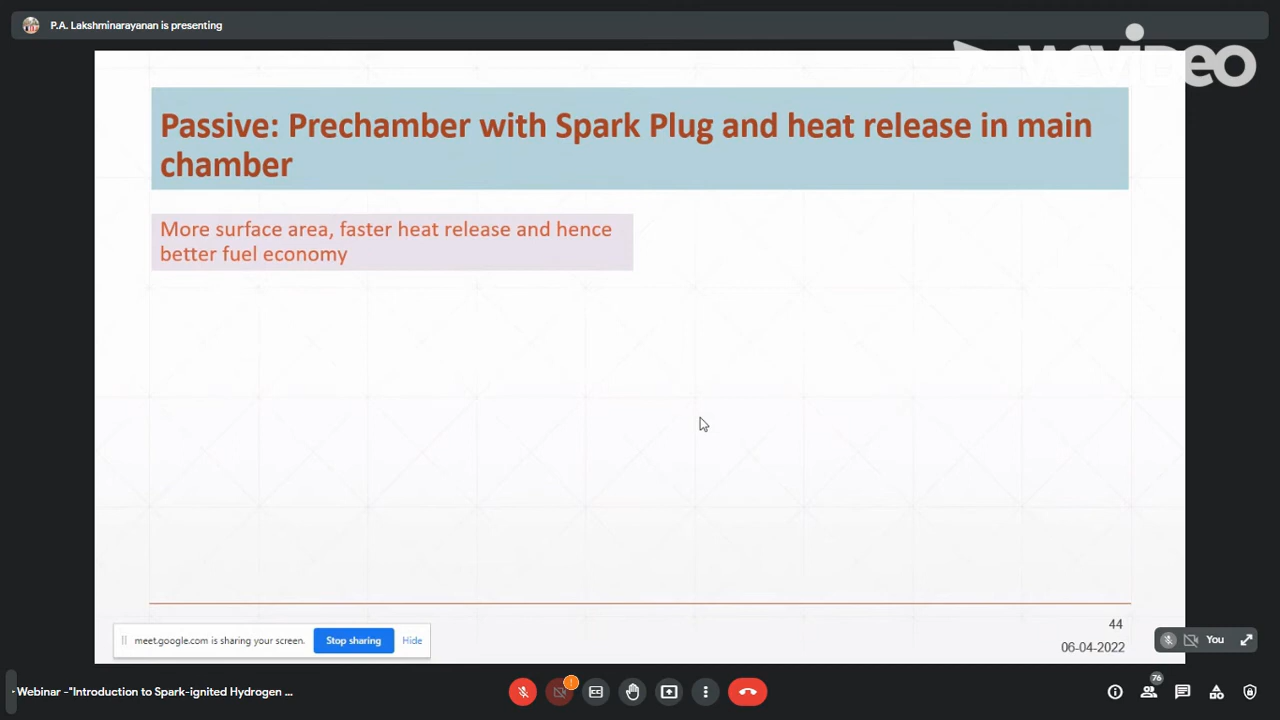 P.A. Lakshminarayanan is presenting
Passive: Prechamber with Spark Plug and heat release in main
chamber
More surface area, faster heat release and hence
better fuel economy
44
06-04-2022
meet.google.com is sharing your screen.
Stop sharing
Hide
You
Webinar -"Introduction to Spark-ignited Hydrogen ...
76